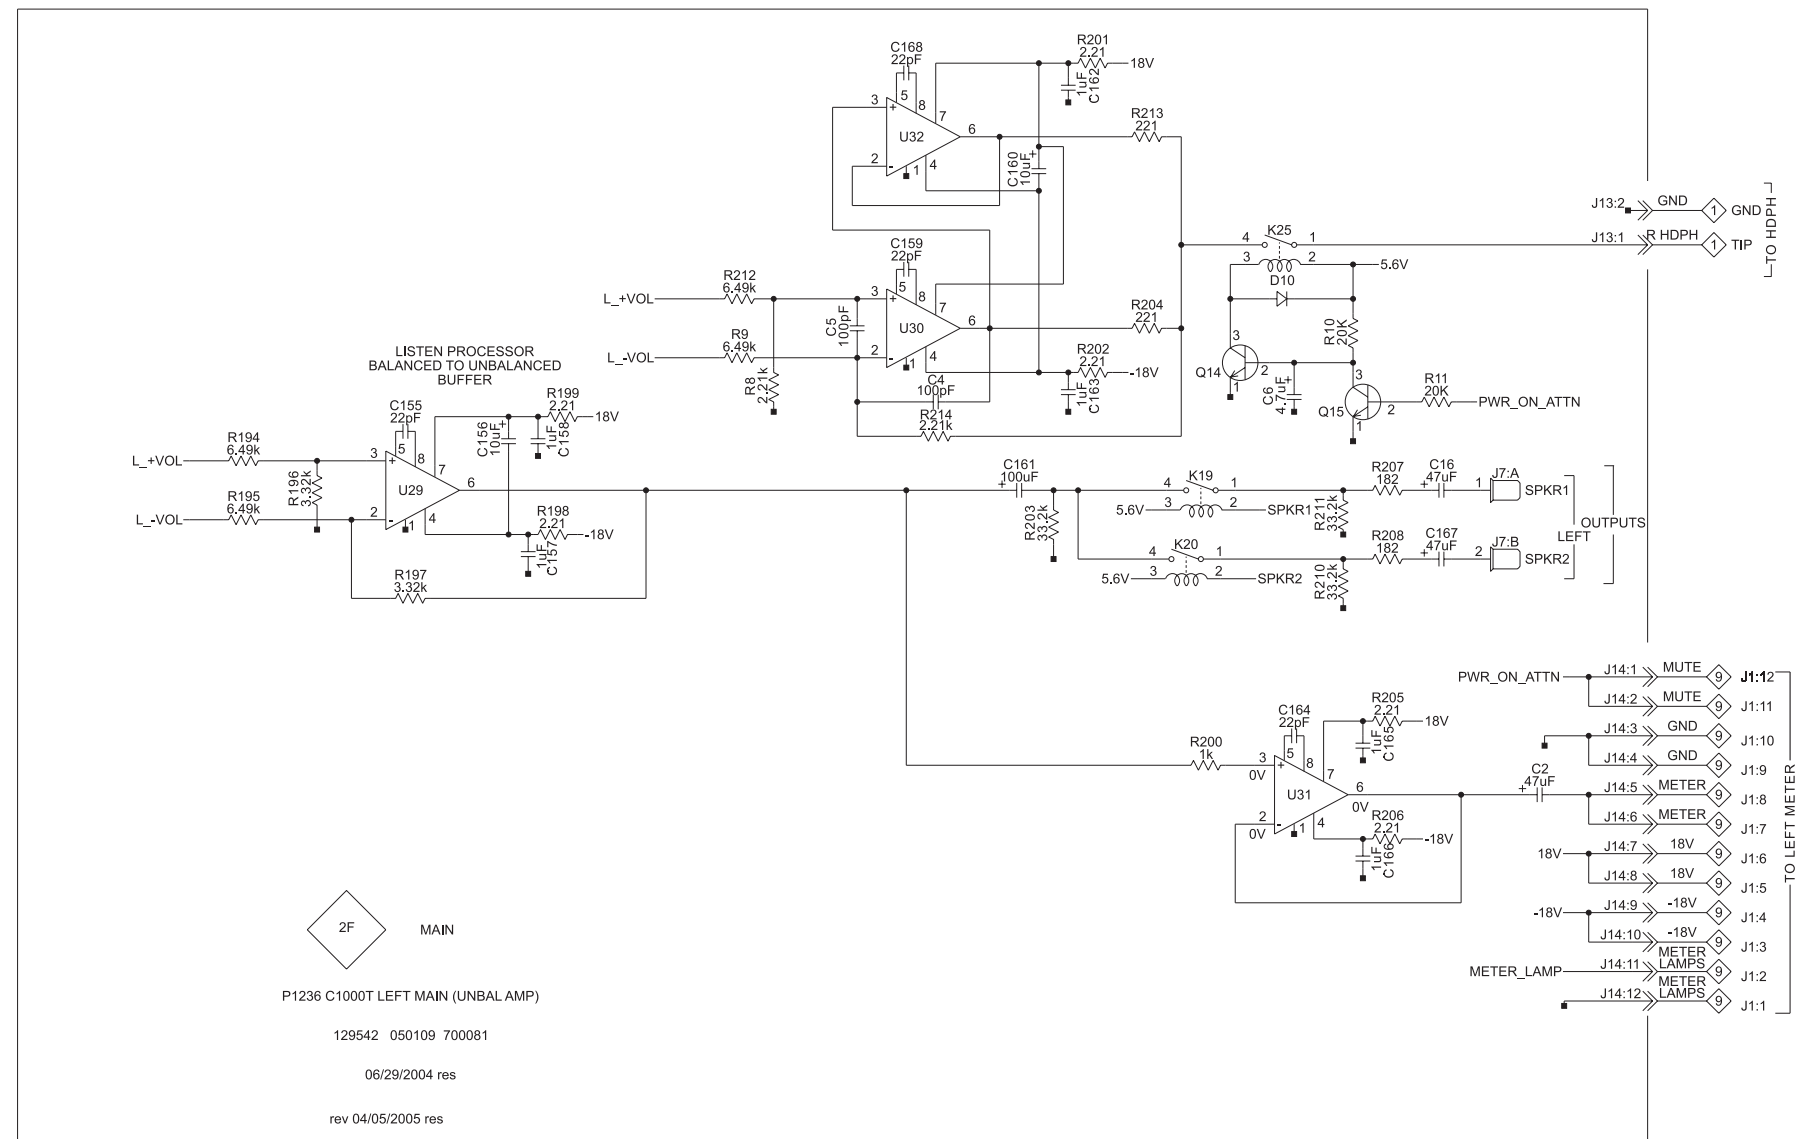 C168
22pF
5
8
3
+
U32
2
-
1
4
7
6
R201
2.21
18V
1uF
C162
R213
221
C160
10uF
+
J13:2
GND
1
GND
J13:1
R HDPH
1
TIP
TO HDPH
K25
4
1
3
2
5.6V
D10
C159
22pF
5
8
L_+VOL
R212
6.49k
3
+
U30
L_-VOL
R9
6.49k
2
-
1
4
7
6
C5
100pF
R8
2.21k
R204
221
R202
2.21
-18V
1uF
C163
C4
100pF
R214
2.21k
R10
20K
3
Q14
2
1
C6
4.7uF
+
3
Q15
2
1
R11
20K
PWR_ON_ATTN
LISTEN PROCESSOR
BALANCED TO UNBALANCED
BUFFER
C155
22pF
5
8
L_+VOL
R194
6.49k
3
+
U29
L_-VOL
R195
6.49k
2
-
1
4
7
6
R196
3.32k
C156
10uF
+
R199
2.21
18V
1uF
C158
R198
2.21
-18V
1uF
C157
R197
3.32k
C161
100uF
+
R203
33.2k
K19
4
1
5.6V
3
2
SPKR1
R211
33.2k
R207
182
C16
47uF
+
1
J7:A
SPKR1
K20
4
1
5.6V
3
2
SPKR2
R210
33.2k
R208
182
C167
47uF
+
2
J7:B
SPKR2
LEFT
OUTPUTS
R200
1k
C164
22pF
5
8
3
+
0V
U31
2
-
0V
1
4
7
6
0V
R205
2.21
18V
1uF
C165
R206
2.21
-18V
1uF
C166
C2
47uF
+
PWR_ON_ATTN
J14:1
MUTE
9
J1:12
J14:2
MUTE
9
J1:11
J14:3
GND
9
J1:10
J14:4
GND
9
J1:9
J14:5
METER
9
J1:8
J14:6
METER
9
J1:7
18V
J14:7
18V
9
J1:6
J14:8
18V
9
J1:5
-18V
J14:9
-18V
9
J1:4
J14:10
-18V
9
J1:3
METER_LAMP
J14:11
METER
LAMPS
9
J1:2
J14:12
METER
LAMPS
9
J1:1
TO LEFT METER
2F
MAIN
P1236 C1000T LEFT MAIN (UNBAL AMP)
129542 050109 700081
06/29/2004 res
rev 04/05/2005 res